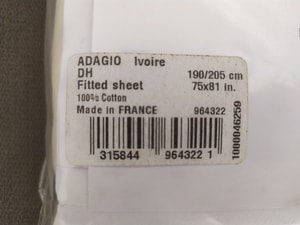 ADAGIO Ivoire
DH 190/205 cm
Fitted sheet 75x81 in.
100% Cotton
Made in FRANCE 964322
315844 964322 1
1000046259